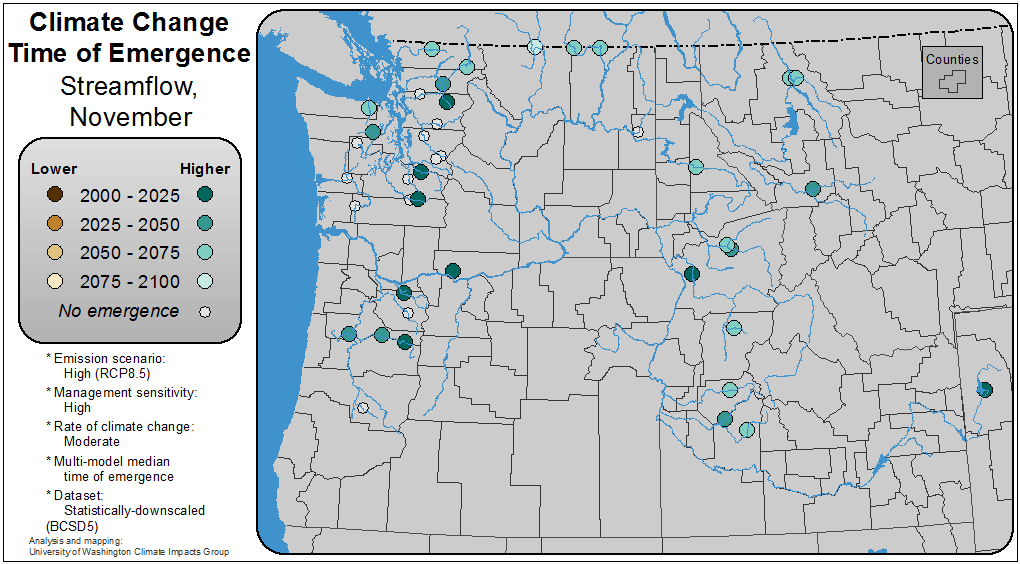 Climate Change
Time of Emergence
Streamflow,
November
Lower Higher
2000 - 2025
2025 - 2050
2050 - 2075
2075 - 2100
No emergence
* Emission scenario:
High (RCP8.5)
* Management sensitivity:
High
* Rate of climate change:
Moderate
* Multi-model median
time of emergence
* Dataset:
Statistically-downscaled
(BCSD5)
Analysis and mapping:
University of Washington Climate Impacts Group
Counties